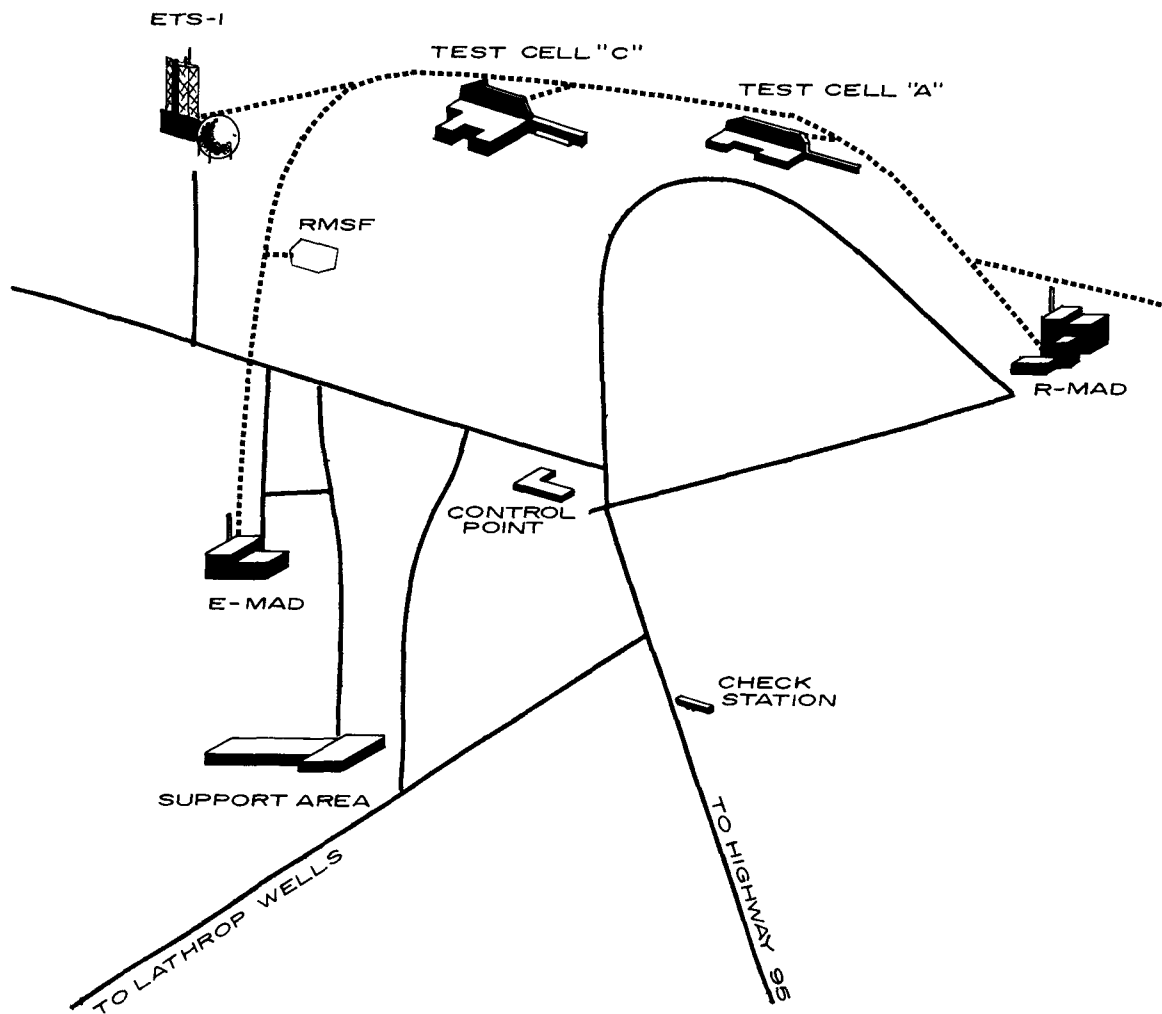 ETS-1
TEST CELL "C"
TEST CELL "A"
RMSF
R-MAD
CONTROL
POINT
E-MAD
CHECK
STATION
SUPPORT AREA
TO LATHROP WELLS
TO HIGHWAY 95